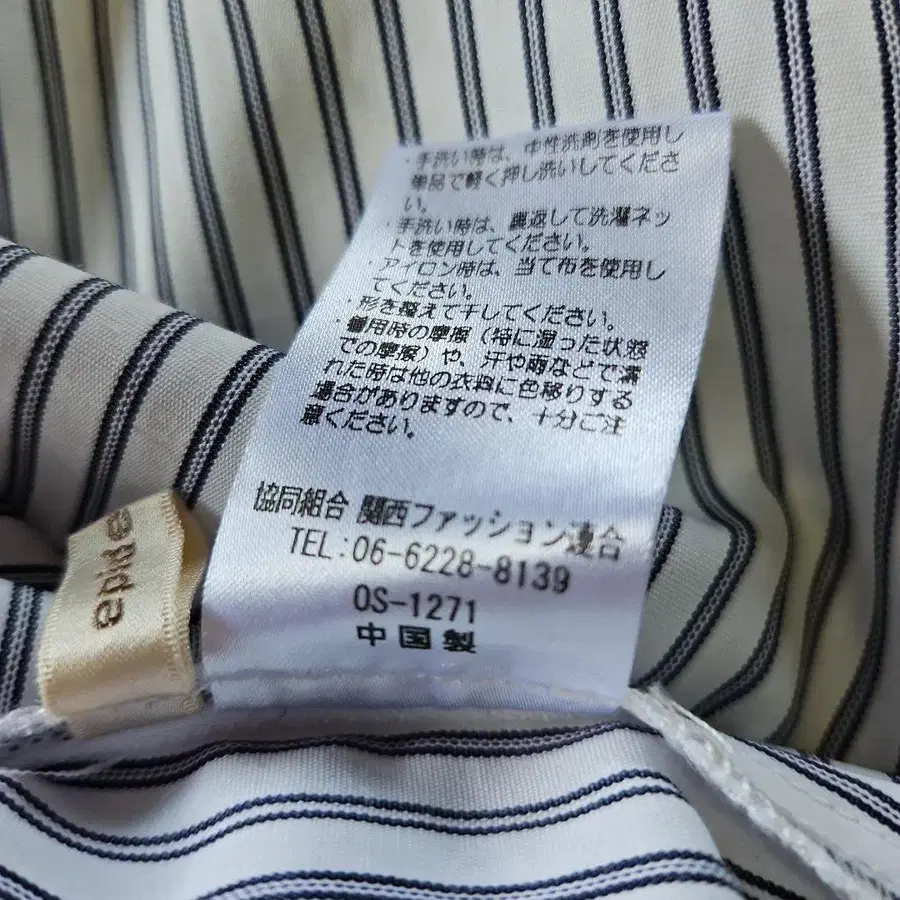 ・手洗い時は、中性洗剤を使用し
単品で軽く押し洗いしてくださ
い。
・手洗い時は、裏返して洗濯ネッ
トを使用してください。
・アイロン時は、当て布を使用し
てください。
・形を整えて干してください。
・着用時の摩擦（特に湿った状態
での摩擦）や、汗や雨などで濡
れた時は他の衣料に色移りする
場合がありますので、十分ご注
意ください。
協同組合 関西ファッション連合
TEL:06-6228-8139
OS-1271
中国製